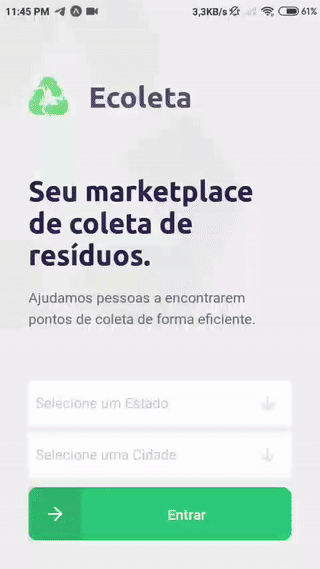 11:45 PM 3,3KB/s 61%
Ecoleta
Seu marketplace
de coleta de
resíduos.
Ajudamos pessoas a encontrarem
pontos de coleta de forma eficiente.
Selecione um Estado
Selecione uma Cidade
Entrar